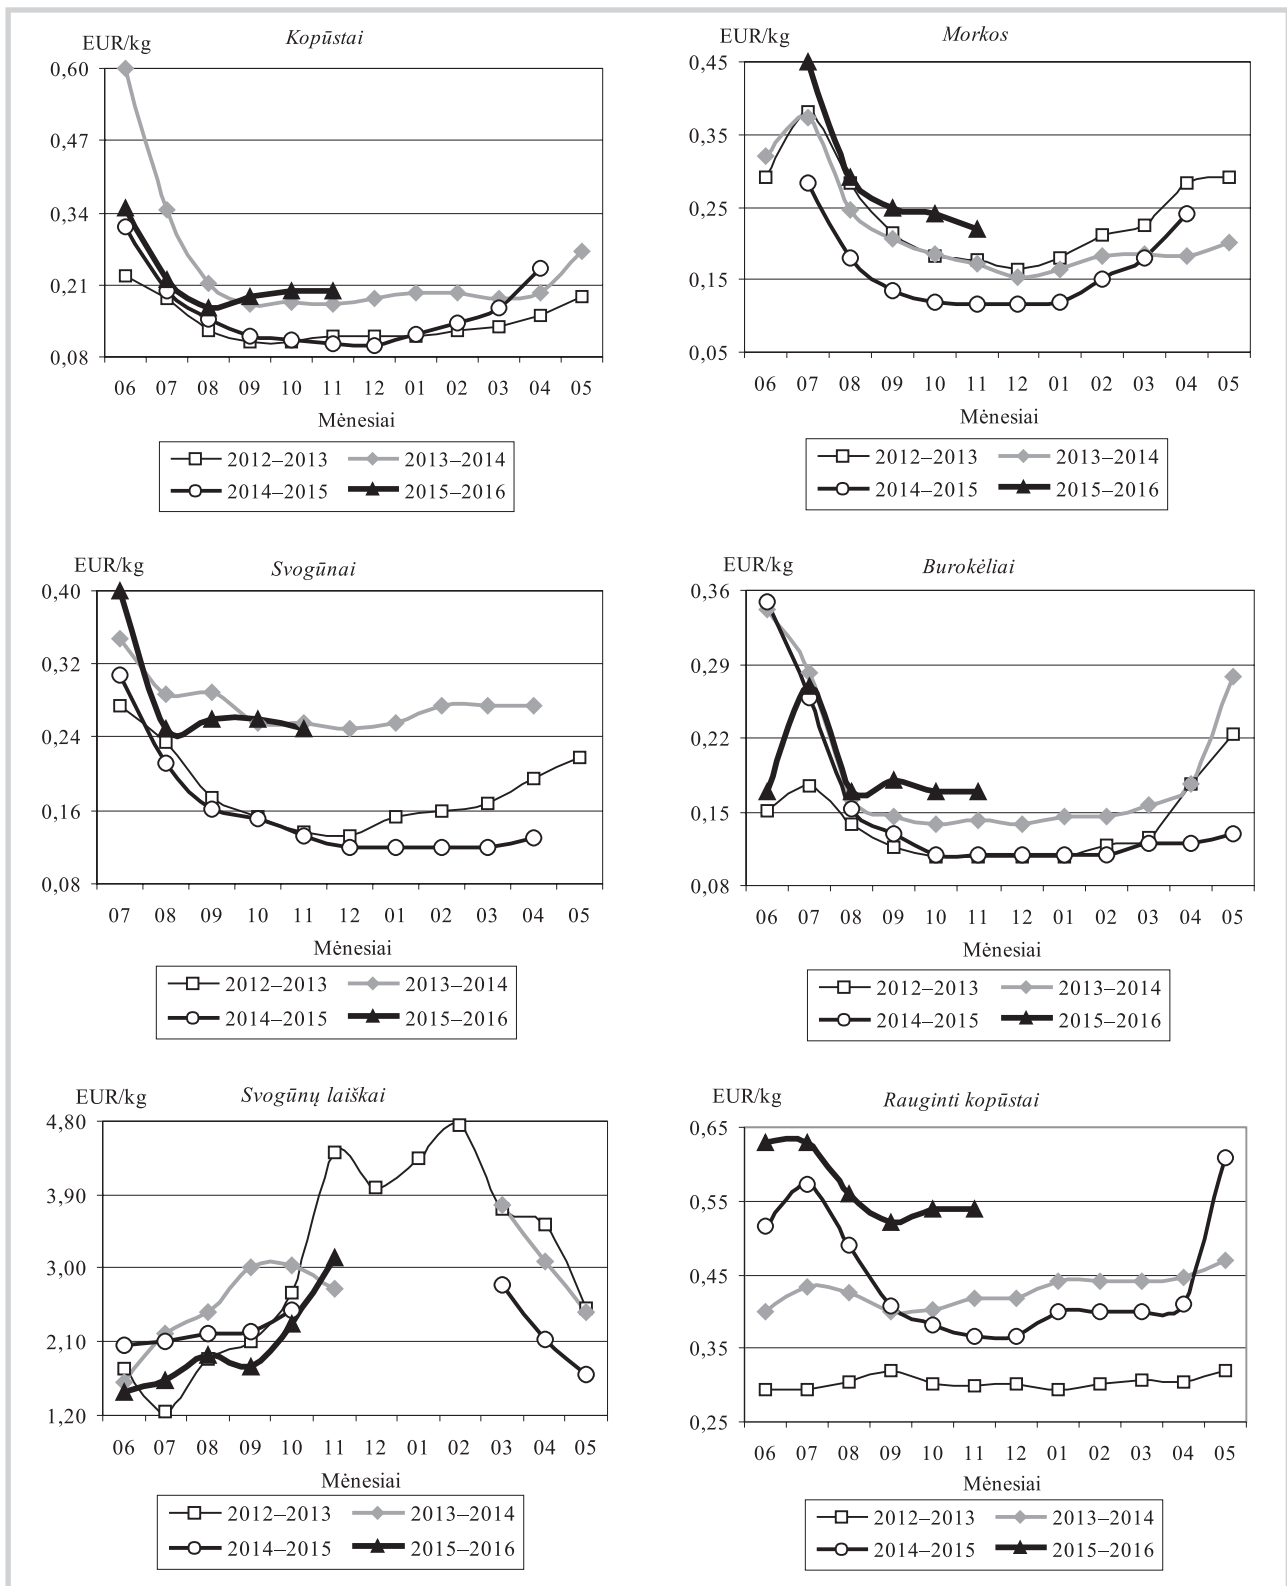 Kopūstai
EUR/kg
0,60
0,47
0,34
0,21
0,08
06 07 08 09 10 11 12 01 02 03 04 05
Mėnesiai
2012–2013 2013–2014
2014–2015 2015–2016
Morkos
EUR/kg
0,45
0,35
0,25
0,15
0,05
06 07 08 09 10 11 12 01 02 03 04 05
Mėnesiai
2012–2013 2013–2014
2014–2015 2015–2016
Svogūnai
EUR/kg
0,40
0,32
0,24
0,16
0,08
07 08 09 10 11 12 01 02 03 04 05
Mėnesiai
2012–2013 2013–2014
2014–2015 2015–2016
Burokėliai
EUR/kg
0,36
0,29
0,22
0,15
0,08
06 07 08 09 10 11 12 01 02 03 04 05
Mėnesiai
2012–2013 2013–2014
2014–2015 2015–2016
Svogūnų laiškai
EUR/kg
4,80
3,90
3,00
2,10
1,20
06 07 08 09 10 11 12 01 02 03 04 05
Mėnesiai
2012–2013 2013–2014
2014–2015 2015–2016
Rauginti kopūstai
EUR/kg
0,65
0,55
0,45
0,35
0,25
06 07 08 09 10 11 12 01 02 03 04 05
Mėnesiai
2012–2013 2013–2014
2014–2015 2015–2016